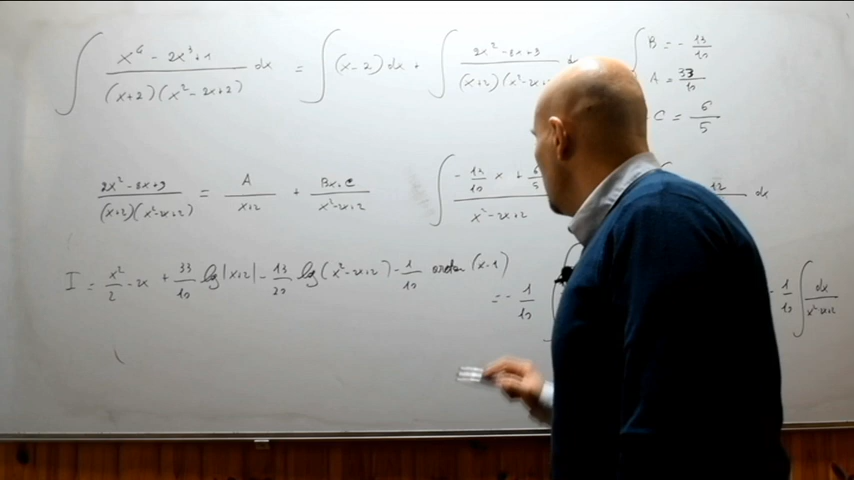 ∫ (x⁴ - 2x³ + 1) / ((x+2)(x² - 2x + 2)) dx = ∫ (x-2) dx + ∫ (2x² - 8x + 9) / ((x+2)(x² - 2x
B = - 13/10
A = 33/10
C = 6/5
(2x² - 8x + 9) / ((x+2)(x² - 2x + 2)) = A / (x+2) + (Bx + C) / (x² - 2x + 2)
∫ (- 13/10 x + 6/5) / (x² - 2x + 2)
dx
I = x²/2 - 2x + 33/10 lg|x+2| - 13/20 lg(x² - 2x + 2) - 1/10 arctan (x-1)
= - 1/10 ∫
- 1/10 ∫ dx / (x² - 2x + 2)